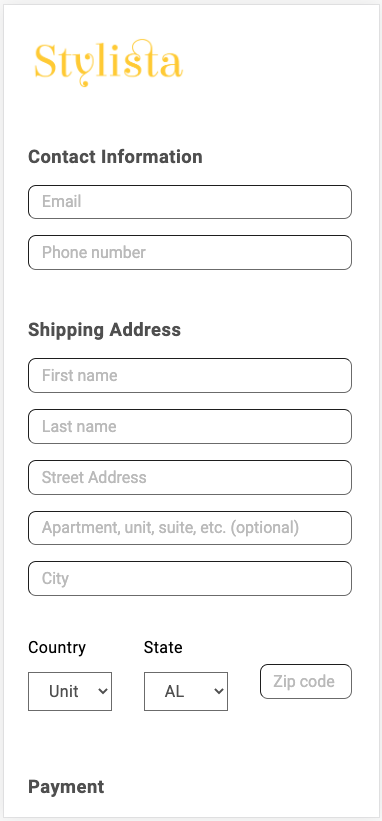 Stylista
Contact Information
Email
Phone number
Shipping Address
First name
Last name
Street Address
Apartment, unit, suite, etc. (optional)
City
Country State
Unit AL Zip code
Payment